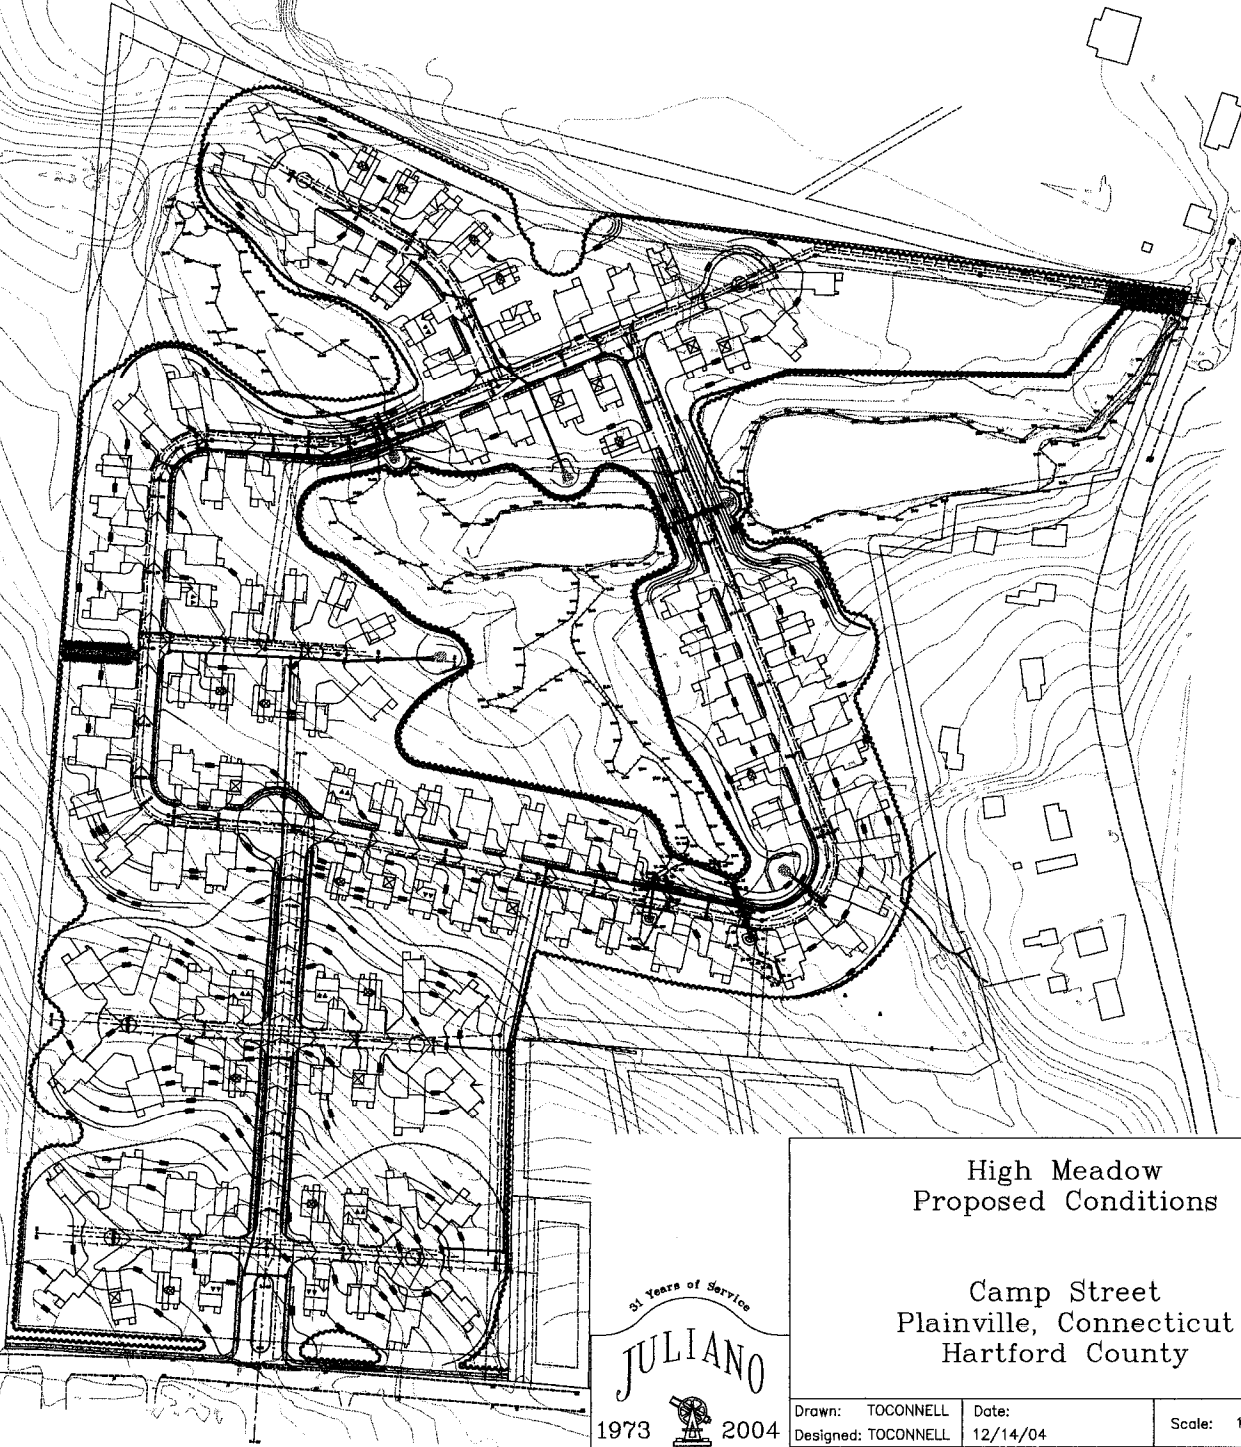 High Meadow
Proposed Conditions
Camp Street
Plainville, Connecticut
Hartford County
31 Years of Service
JULIANO
1973 2004
Drawn: TOCONNELL
Designed: TOCONNELL
Date:
12/14/04
Scale: 1